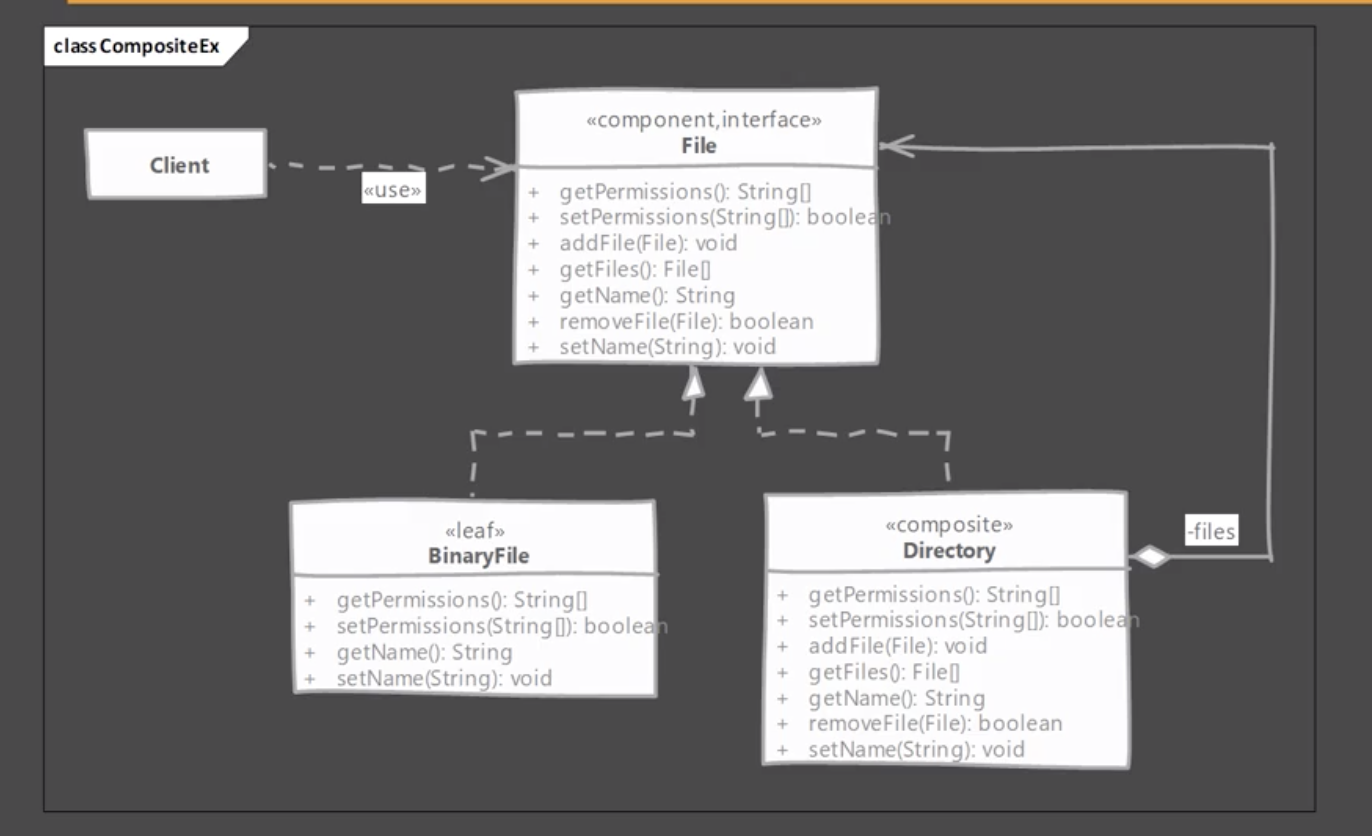 class CompositeEx
«component,interface»
File
+ getPermissions(): String[]
+ setPermissions(String[]): boolean
+ addFile(File): void
+ getFiles(): File[]
+ getName(): String
+ removeFile(File): boolean
+ setName(String): void
Client
«use»
«leaf»
BinaryFile
+ getPermissions(): String[]
+ setPermissions(String[]): boolean
+ getName(): String
+ setName(String): void
«composite»
Directory
+ getPermissions(): String[]
+ setPermissions(String[]): boolean
+ addFile(File): void
+ getFiles(): File[]
+ getName(): String
+ removeFile(File): boolean
+ setName(String): void
-files